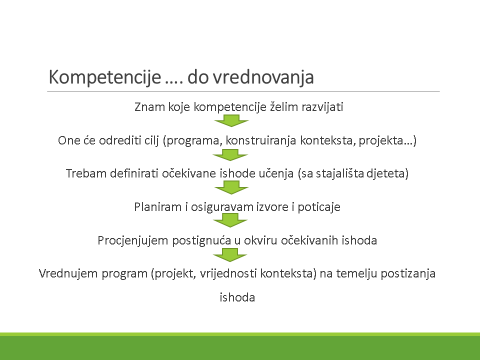 Kompetencije …. do vrednovanja
Znam koje kompetencije želim razvijati
One će odrediti cilj (programa, konstruiranja konteksta, projekta…)
Trebam definirati očekivane ishode učenja (sa stajališta djeteta)
Planiram i osiguravam izvore i poticaje
Procjenjujem postignuća u okviru očekivanih ishoda
Vrednujem program (projekt, vrijednosti konteksta) na temelju postizanja
ishoda